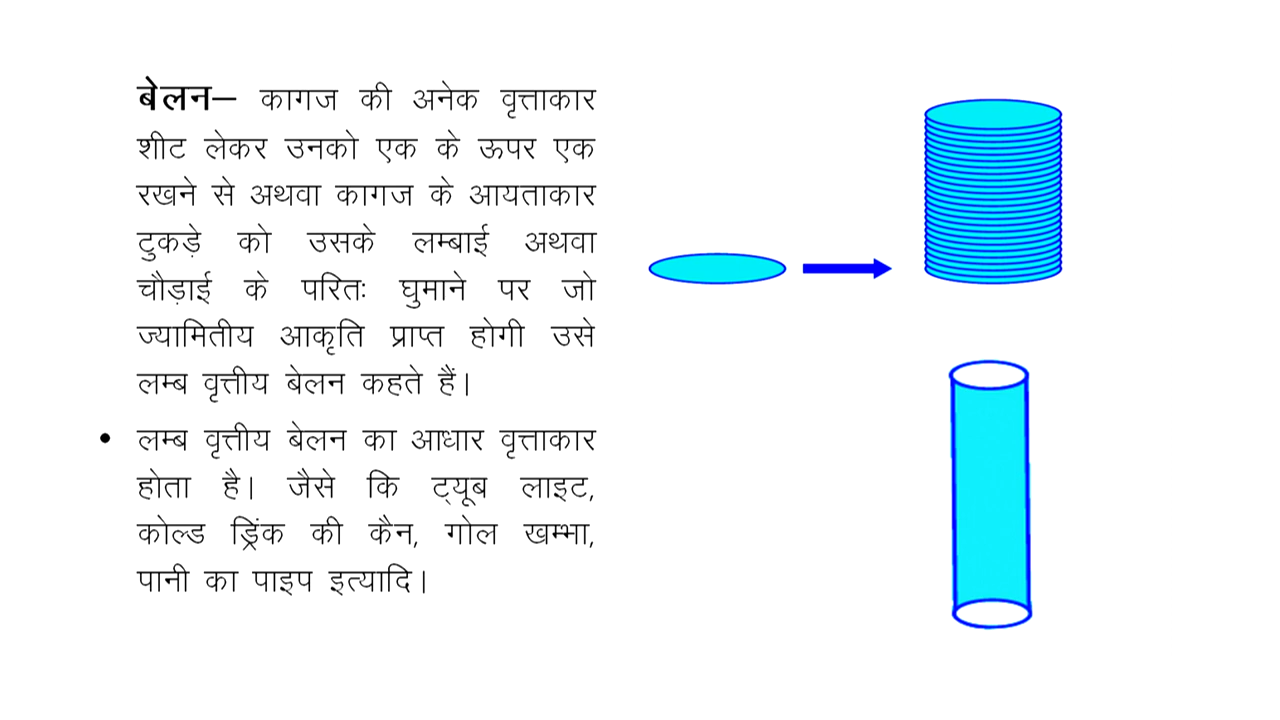 बेलन– कागज की अनेक वृत्ताकार
शीट लेकर उनको एक के ऊपर एक
रखने से अथवा कागज के आयताकार
टुकड़े को उसके लम्बाई अथवा
चौड़ाई के परितः घुमाने पर जो
ज्यामितीय आकृति प्राप्त होगी उसे
लम्ब वृत्तीय बेलन कहते हैं।
• लम्ब वृत्तीय बेलन का आधार वृत्ताकार
होता है। जैसे कि ट्यूब लाइट,
कोल्ड ड्रिंक की कैन, गोल खम्भा,
पानी का पाइप इत्यादि।